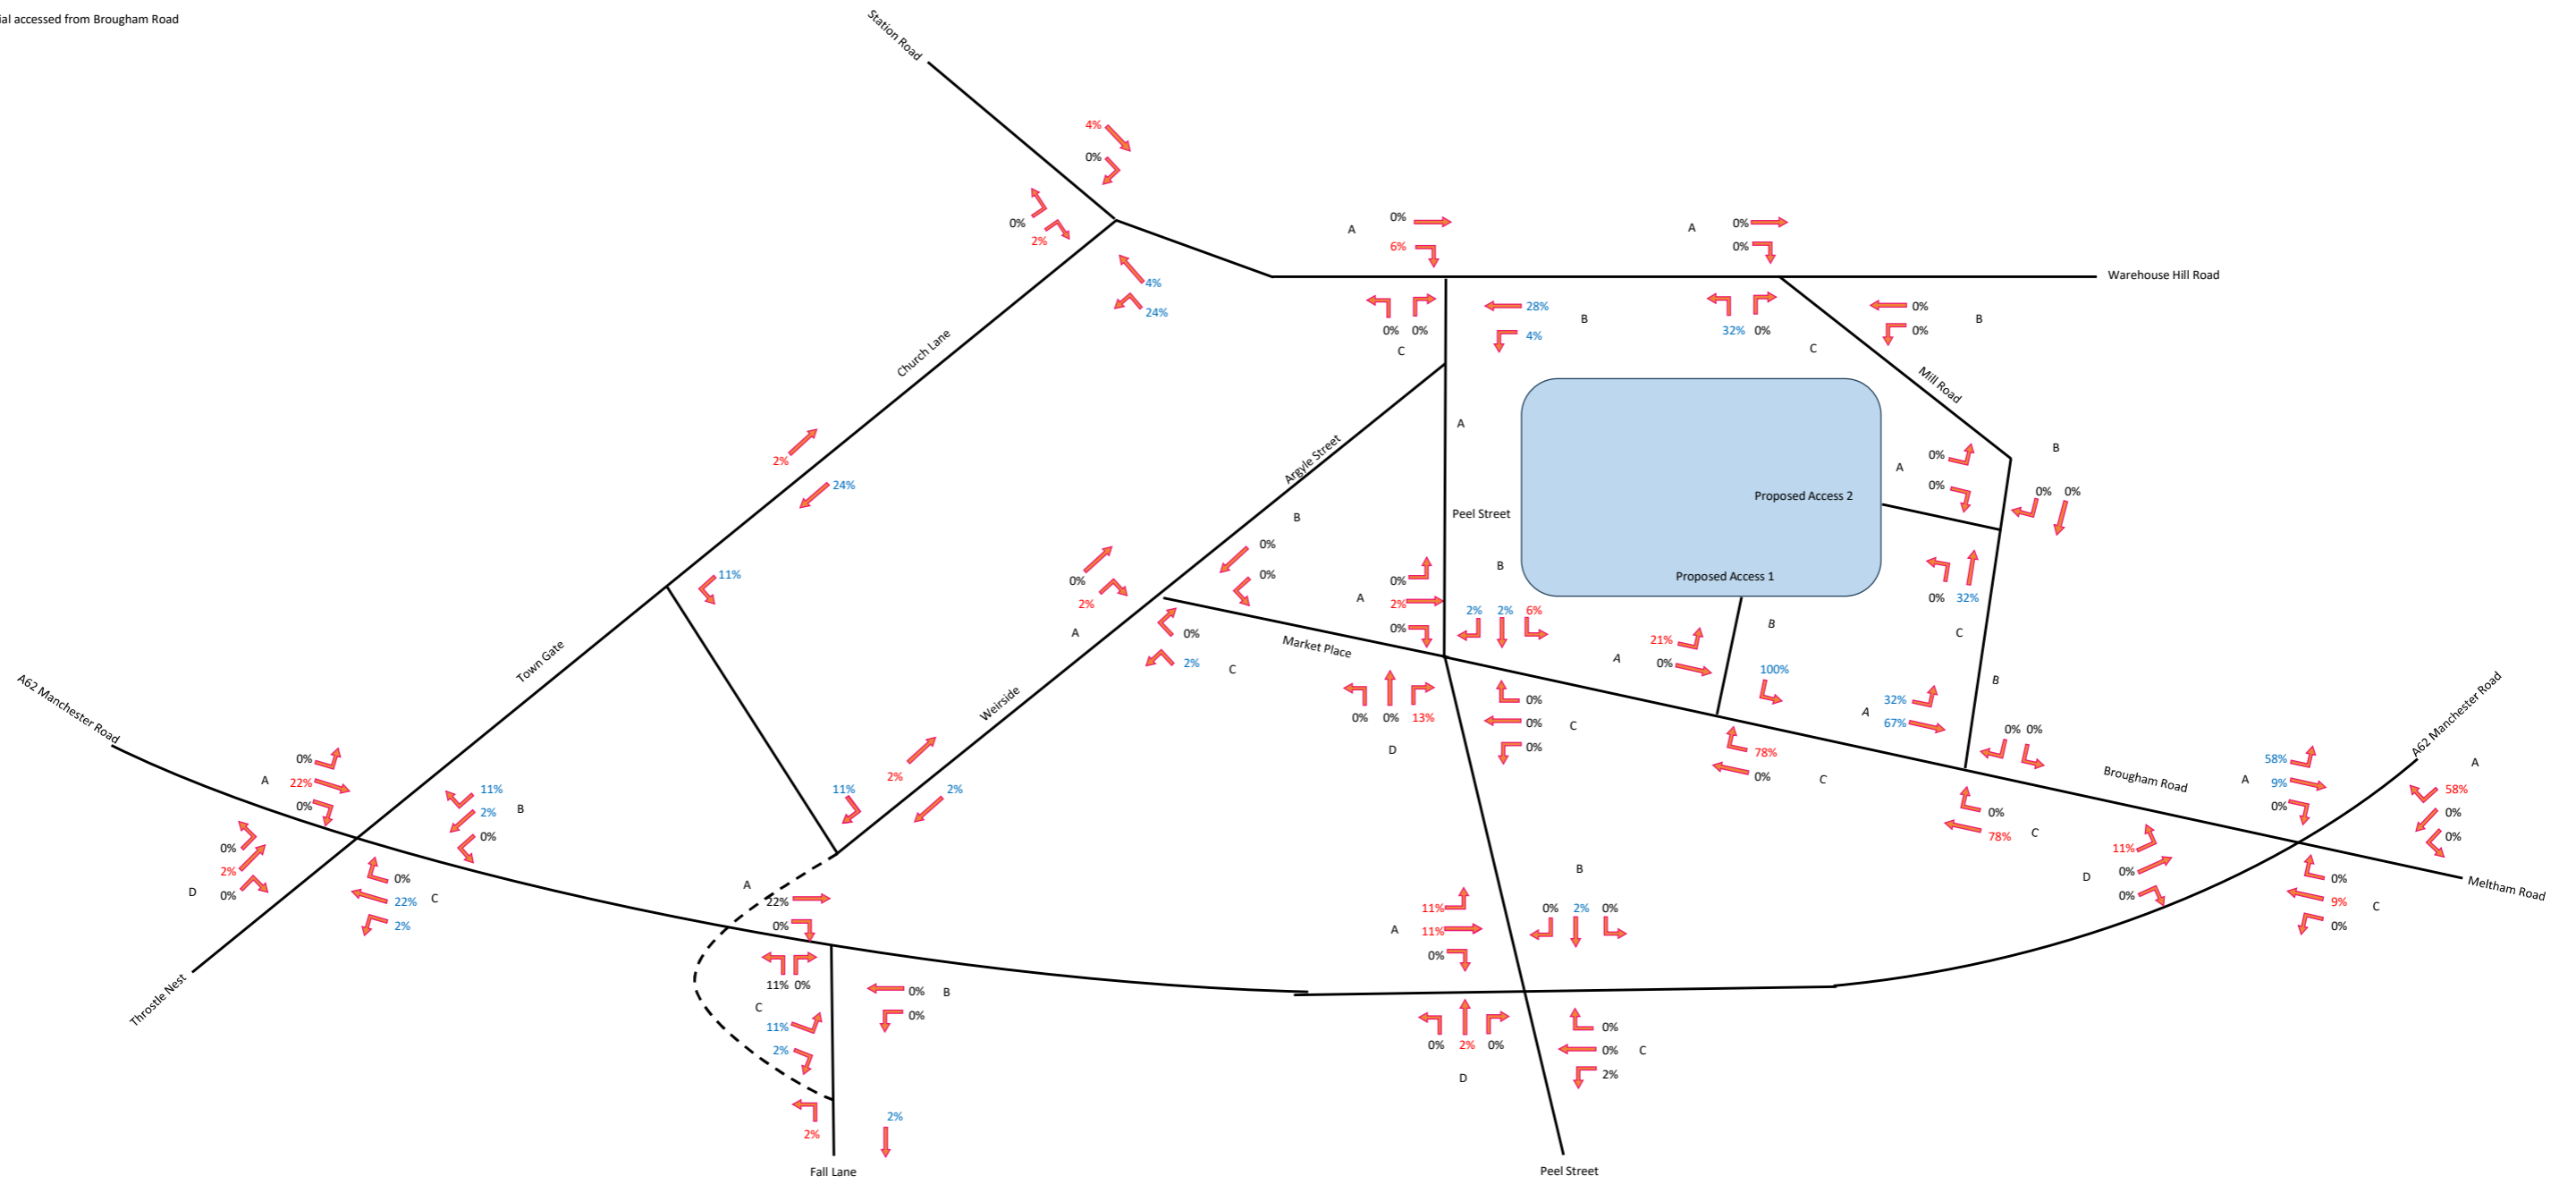 ial accessed from Brougham Road
Station Road
4%
0%
0%
2%
4%
24%
A
0%
6%
A
0%
0%
Warehouse Hill Road
0% 0%
C
28%
4%
B
32% 0%
C
0%
0%
B
Church Lane
Mill Road
2%
24%
Argyle Street
A
Peel Street
Proposed Access 2
A
0%
0%
B
0% 0%
B
0%
0%
11%
0%
2%
A
0%
2%
C
Market Place
A
0%
2%
0%
B
2% 2% 6%
Proposed Access 1
0% 32%
C
B
21%
0%
A
B
100%
A
32%
67%
B
0% 0%
Town Gate
Weirside
0% 0% 13%
D
0%
0%
0%
C
78%
0%
C
A62 Manchester Road
A
0%
22%
0%
11%
2%
0%
B
11%
2%
2%
Brougham Road
0%
78%
C
A
58%
9%
0%
A62 Manchester Road
A
58%
0%
0%
0%
2%
0%
D
0%
22%
2%
C
11%
0%
0%
D
0%
9%
0%
C
Meltham Road
A
22%
0%
11% 0%
C
0%
0%
B
A
11%
11%
0%
B
0% 2% 0%
Throstle Nest
11%
2%
0% 2% 0%
D
0%
0%
2%
C
2%
2%
Fall Lane
Peel Street